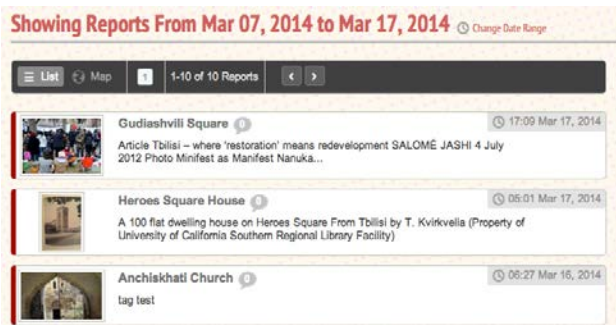 Showing Reports From Mar 07, 2014 to Mar 17, 2014 Change Date Range
List Map 1 1-10 of 10 Reports
Gudiashvili Square 0 17:09 Mar 17, 2014
Article Tbilisi – where 'restoration' means redevelopment SALOMÉ JASHI 4 July
2012 Photo Minifest as Manifest Nanuka...
Heroes Square House 0 05:01 Mar 17, 2014
A 100 flat dwelling house on Heroes Square From Tbilisi by T. Kvirkvelia (Property of
University of California Southern Regional Library Facility)
Anchiskhati Church 0 06:27 Mar 16, 2014
tag test